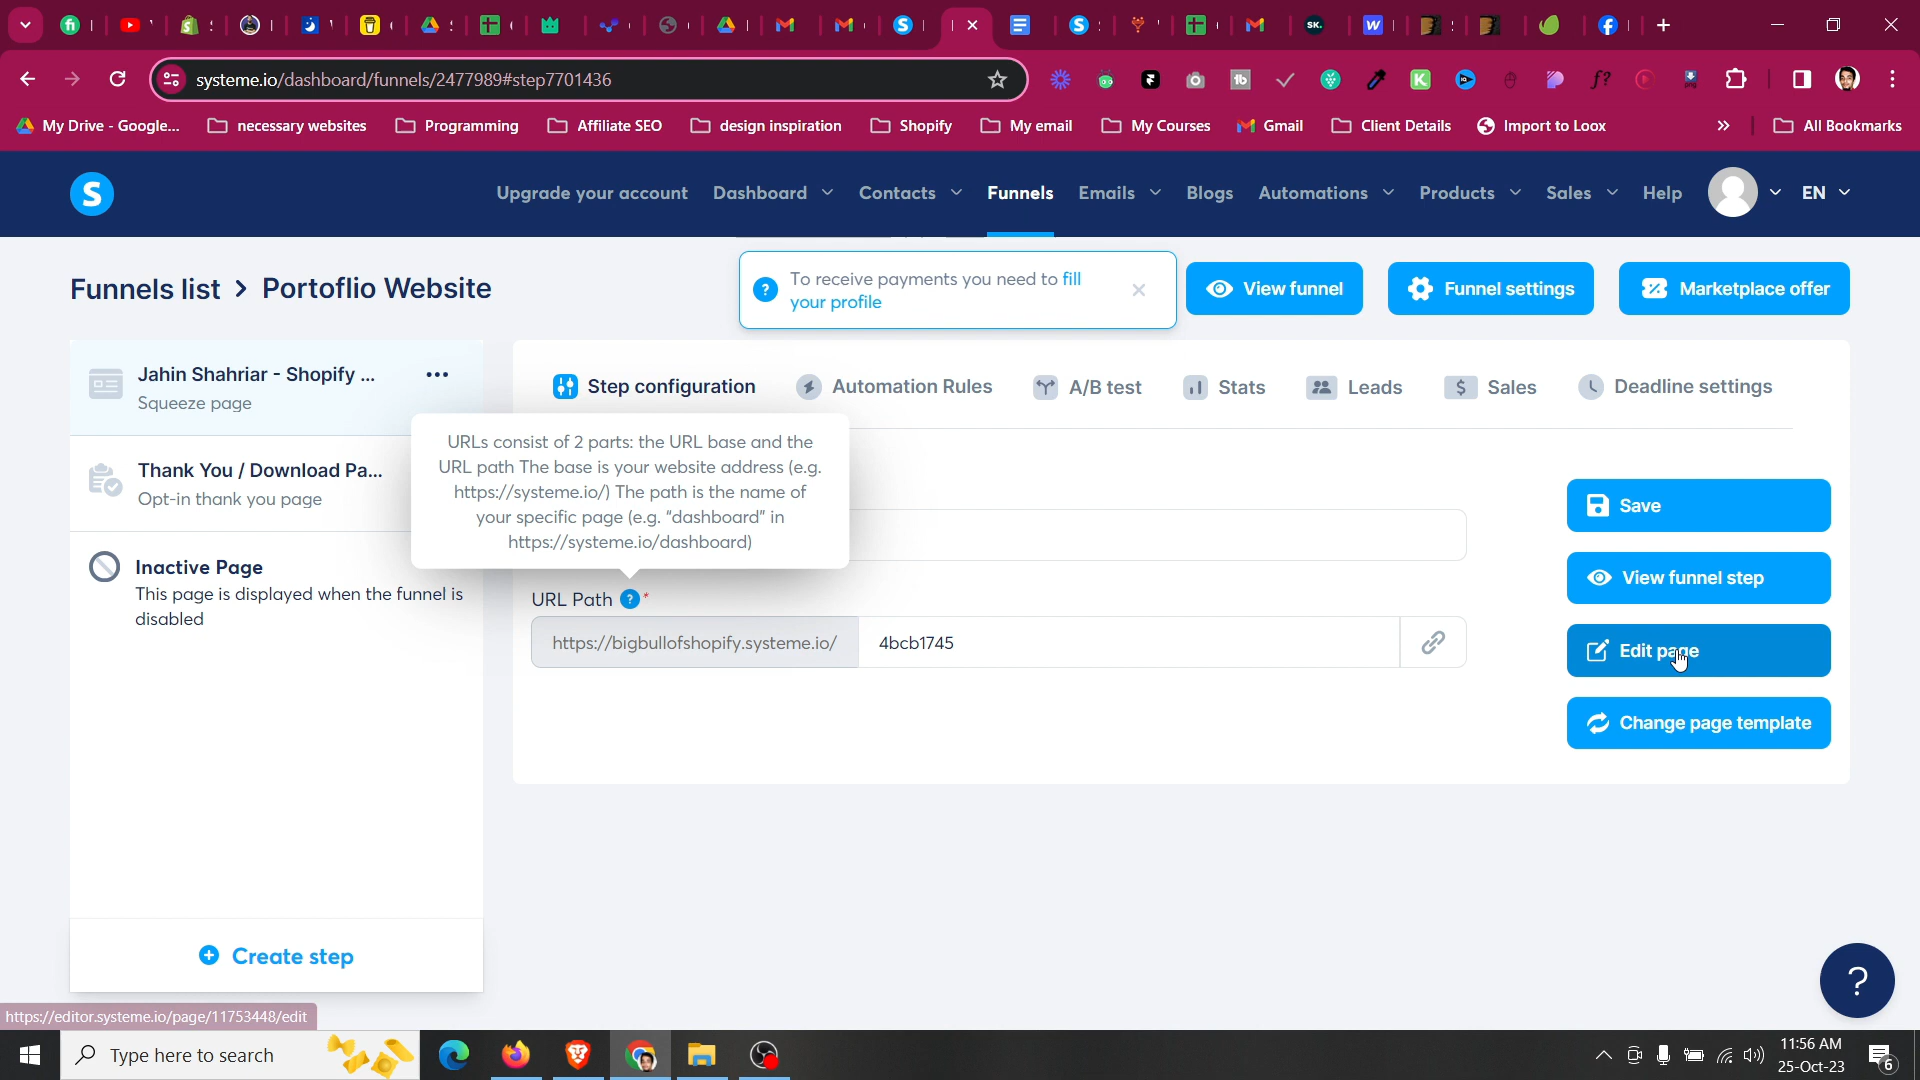 systeme.io/dashboard/funnels/2477989#step7701436
My Drive - Google...
necessary websites
Programming
Affiliate SEO
design inspiration
Shopify
My email
My Courses
Gmail
Client Details
Import to Loox
All Bookmarks
S
Upgrade your account
Dashboard
Contacts
Funnels
Emails
Blogs
Automations
Products
Sales
Help
EN
Funnels list > Portoflio Website
To receive payments you need to fill
your profile
View funnel
Funnel settings
Marketplace offer
Jahin Shahriar - Shopify ...
Squeeze page
Thank You / Download Pa...
Opt-in thank you page
Inactive Page
This page is displayed when the funnel is
disabled
Create step
Step configuration
Automation Rules
A/B test
Stats
Leads
Sales
Deadline settings
URLs consist of 2 parts: the URL base and the
URL path The base is your website address (e.g.
https://systeme.io/) The path is the name of
your specific page (e.g. "dashboard" in
https://systeme.io/dashboard)
URL Path ? *
https://bigbullofshopify.systeme.io/
4bcb1745
Save
View funnel step
Edit page
Change page template
?
https://editor.systeme.io/page/11753448/edit
Type here to search
11:56 AM
25-Oct-23
6